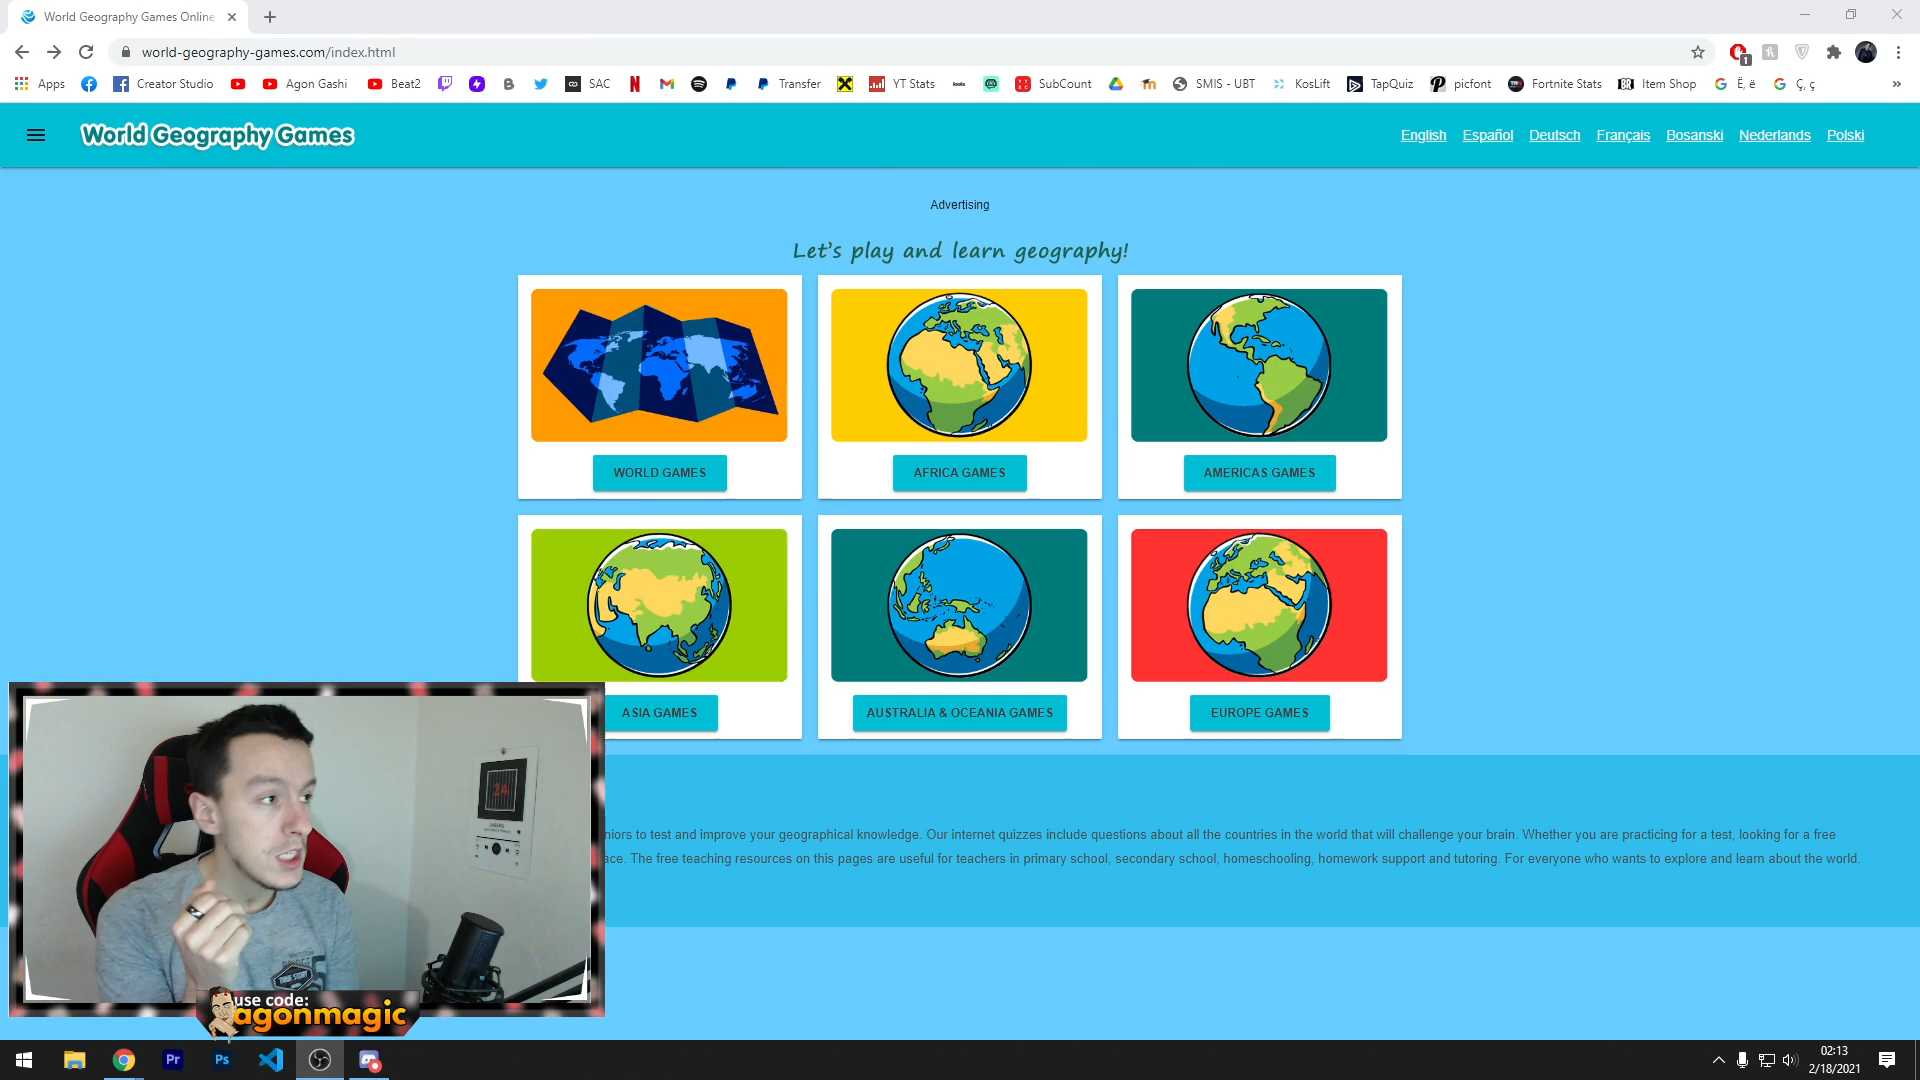 World Geography Games Online
world-geography-games.com/index.html
1
Apps
Creator Studio
Agon Gashi
Beat2
SAC
Transfer
YT Stats
SubCount
SMIS - UBT
KosLift
TapQuiz
picfont
Fortnite Stats
Item Shop
Ë, ë
Ç, ç
»
World Geography Games
English Español Deutsch Français Bosanski Nederlands Polski
Advertising
Let's play and learn geography!
WORLD GAMES
AFRICA GAMES
AMERICAS GAMES
ASIA GAMES
AUSTRALIA & OCEANIA GAMES
EUROPE GAMES
niors to test and improve your geographical knowledge. Our internet quizzes include questions about all the countries in the world that will challenge your brain. Whether you are practicing for a test, looking for a free
ace. The free teaching resources on this pages are useful for teachers in primary school, secondary school, homeschooling, homework support and tutoring. For everyone who wants to explore and learn about the world.
14
TRUE STORY
use code:
agonmagic
Pr
Ps
02:13
2/18/2021